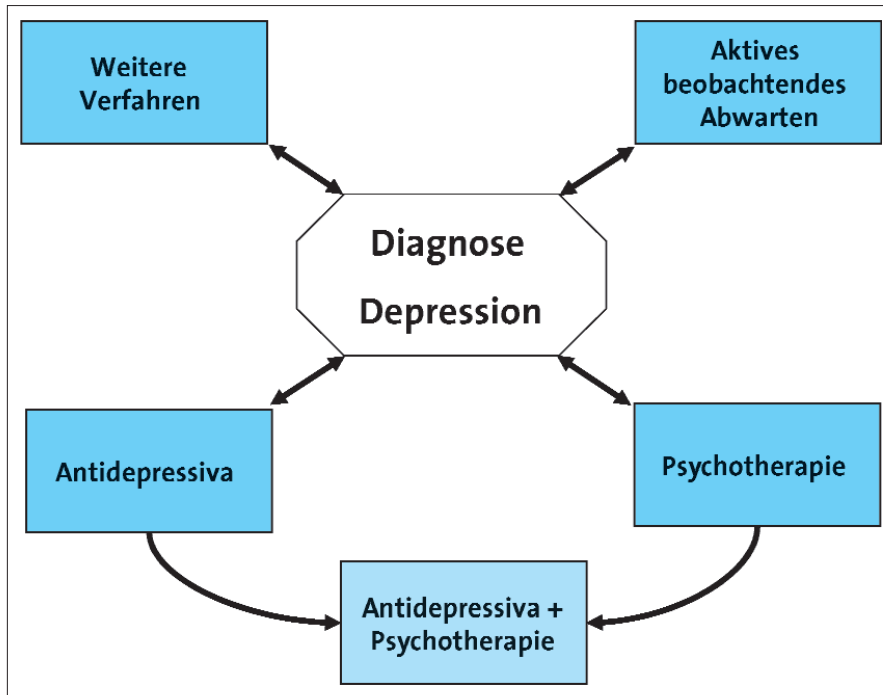 Weitere
Verfahren
Aktives
beobachtendes
Abwarten
Diagnose
Depression
Antidepressiva
Psychotherapie
Antidepressiva +
Psychotherapie